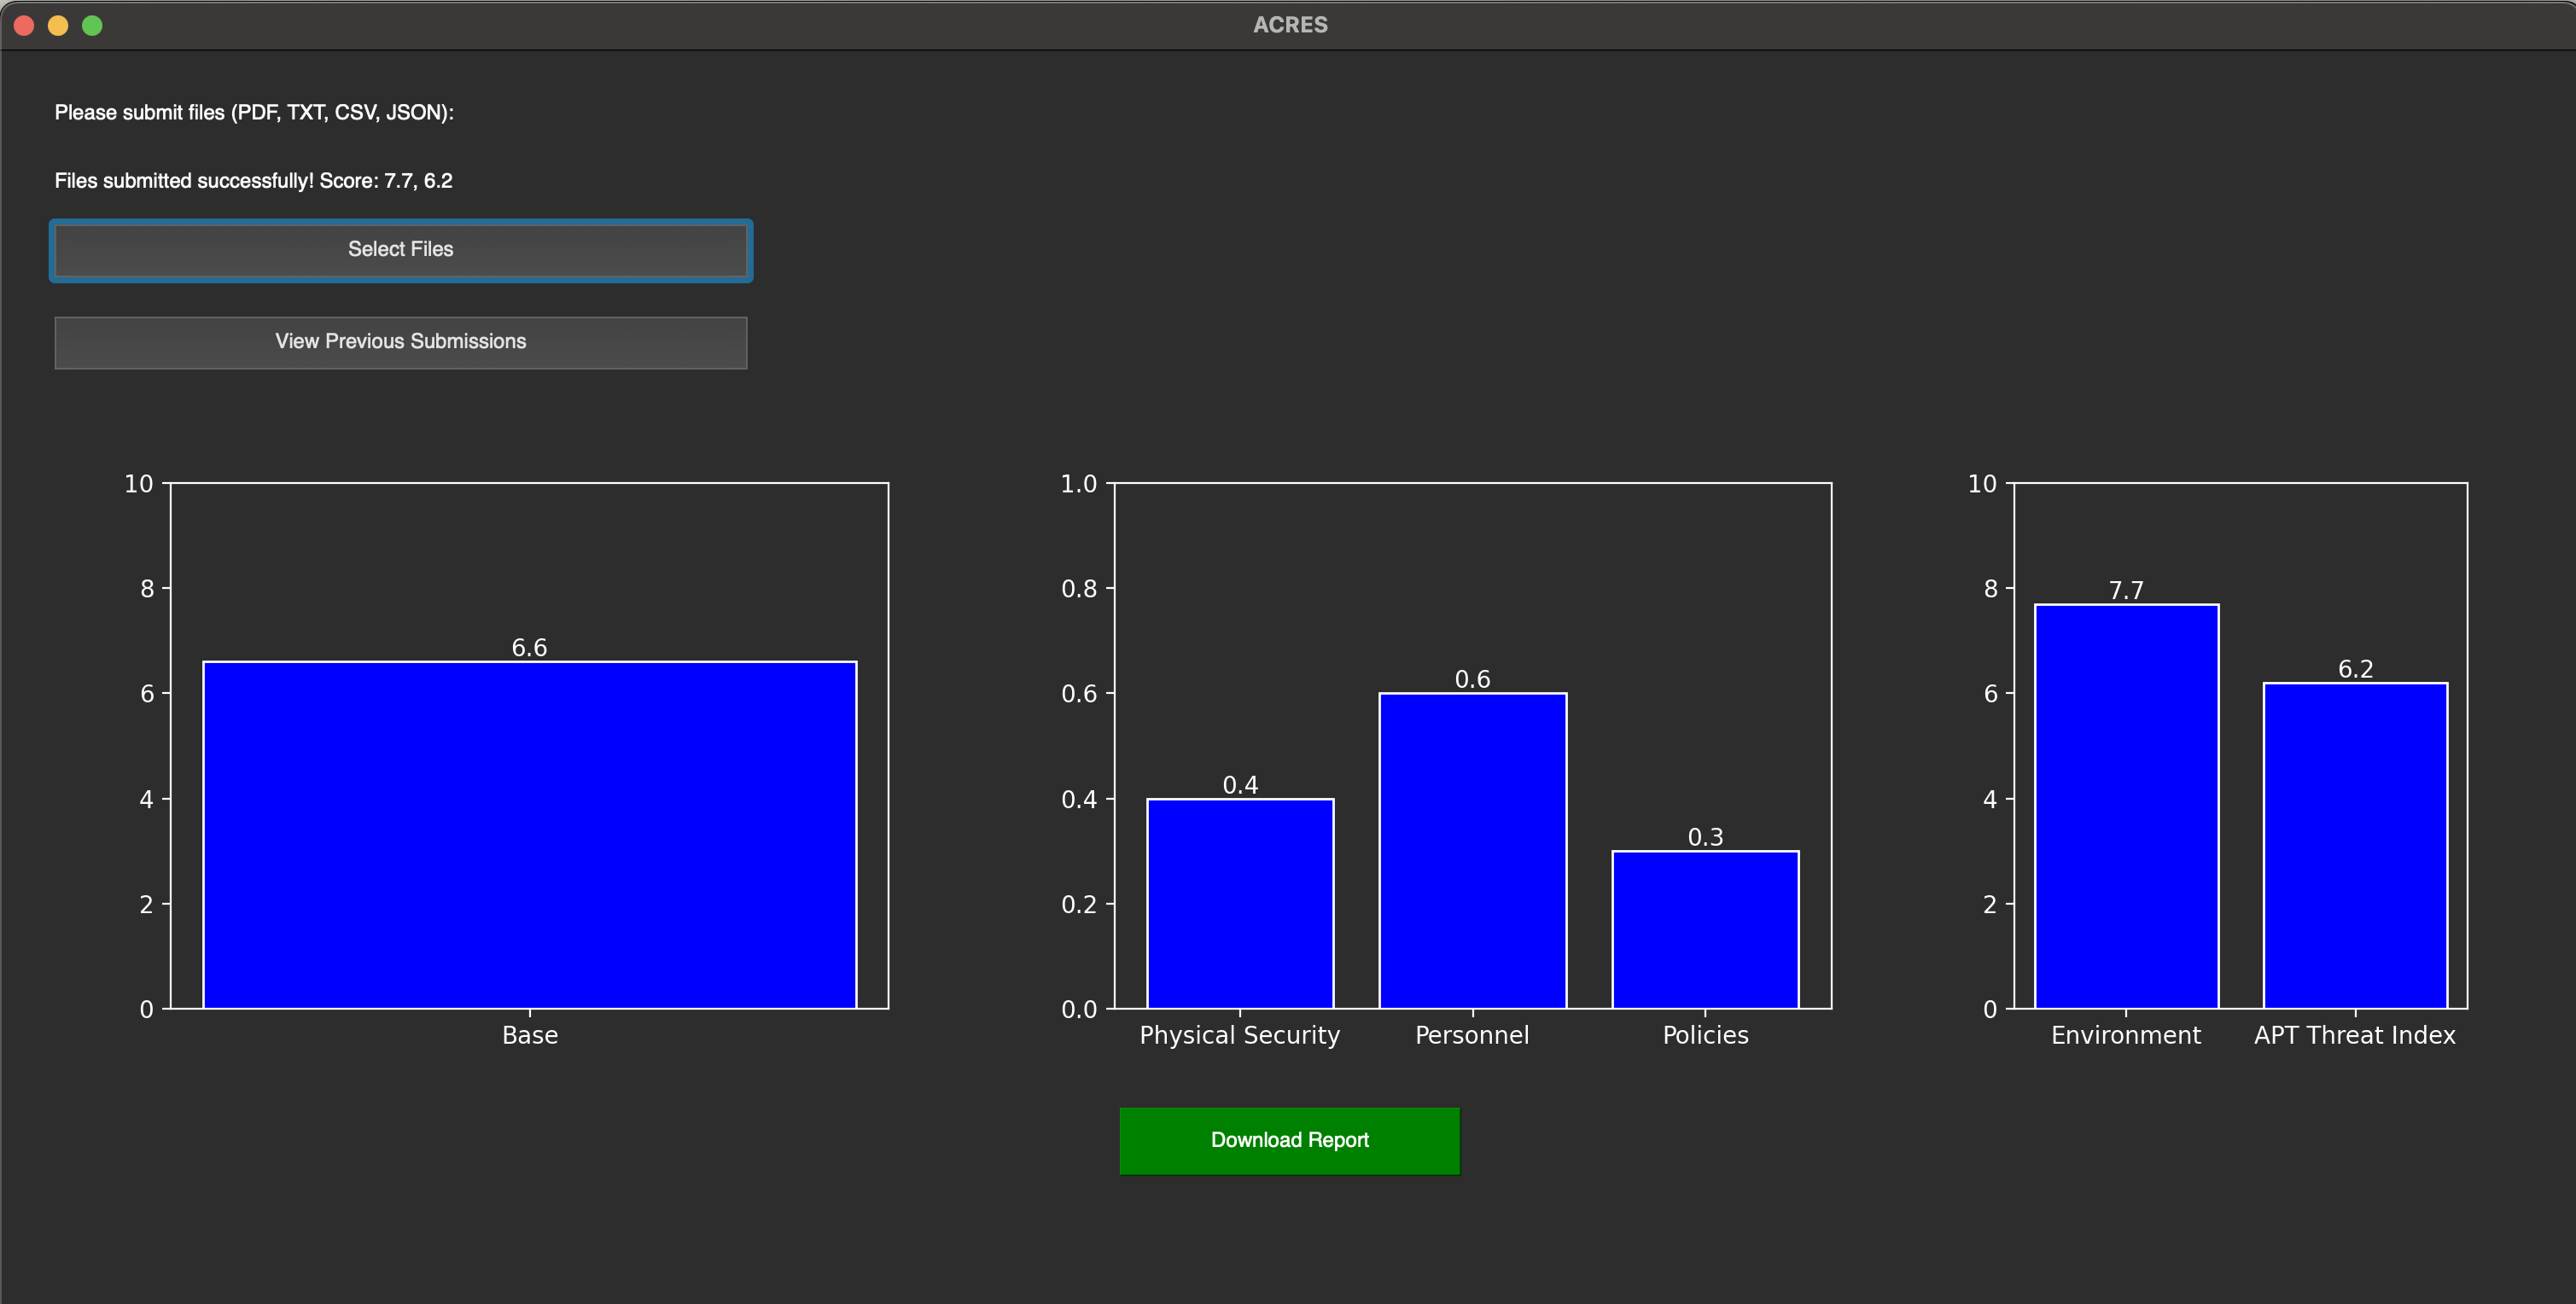 ACRES
Please submit files (PDF, TXT, CSV, JSON):
Files submitted successfully! Score: 7.7, 6.2
Select Files
View Previous Submissions
10
8
6
4
2
0
6.6
Base
1.0
0.8
0.6
0.4
0.2
0.0
0.4
0.6
0.3
Physical Security
Personnel
Policies
10
8
6
4
2
0
7.7
6.2
Environment
APT Threat Index
Download Report